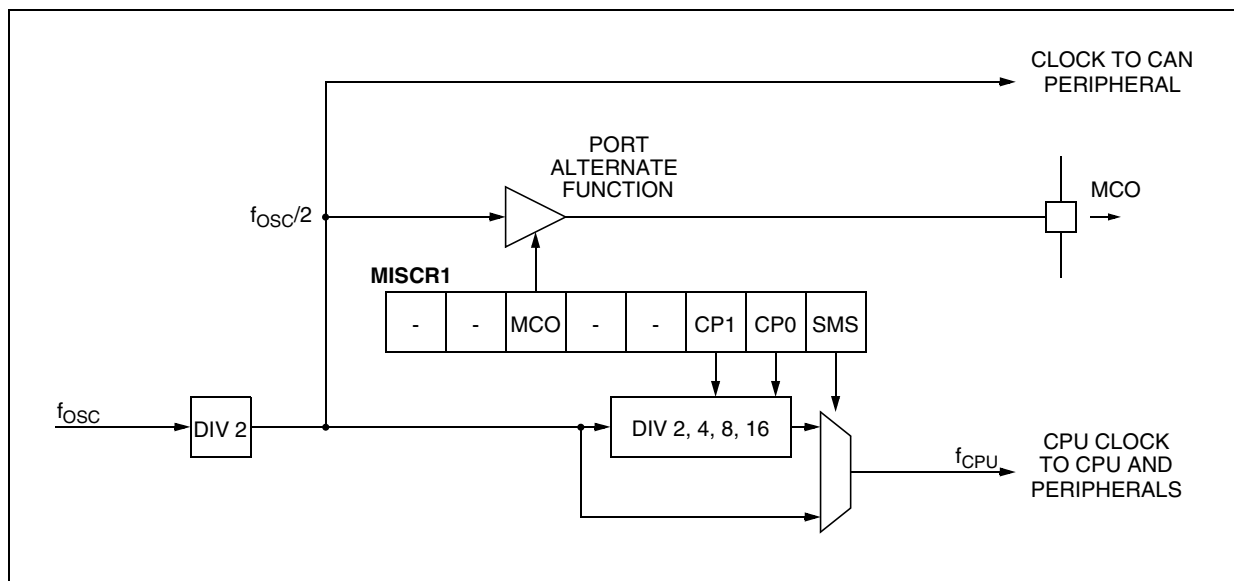 CLOCK TO CAN
PERIPHERAL
PORT
ALTERNATE
FUNCTION
MCO
fOSC/2
MISCR1
- - MCO - - CP1 CP0 SMS
fOSC
DIV 2
DIV 2, 4, 8, 16
fCPU
CPU CLOCK
TO CPU AND
PERIPHERALS